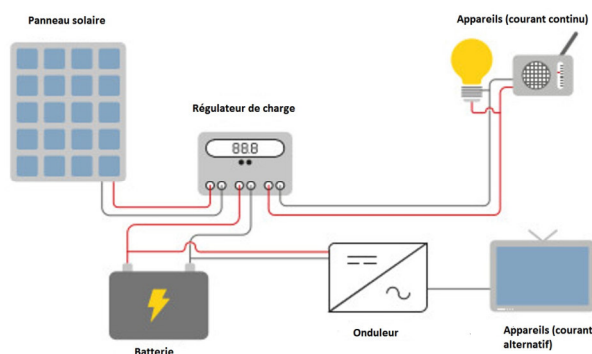 Panneau solaire
Appareils (courant continu)
Régulateur de charge
88.8
Batterie
Onduleur
Appareils (courant
alternatif)